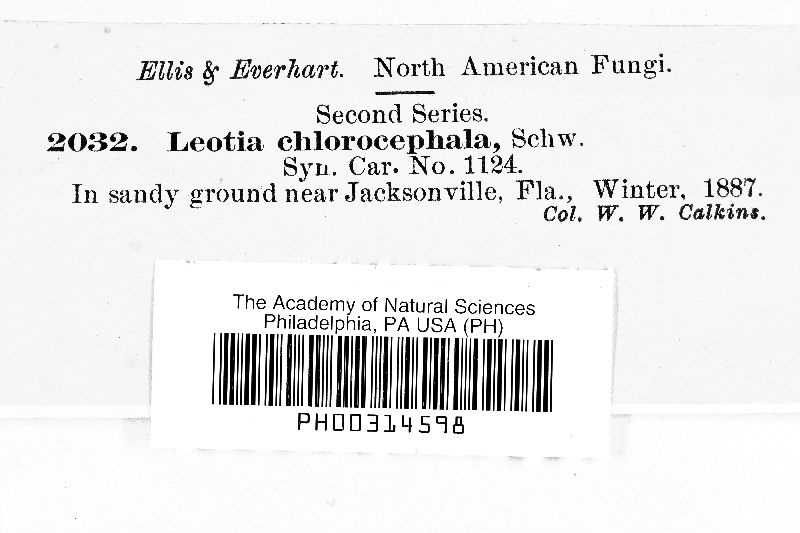 Ellis & Everhart. North American Fungi.
Second Series.
2032. Leotia chlorocephala, Schw.
Syn. Car. No. 1124.
In sandy ground near Jacksonville, Fla., Winter, 1887.
Col. W. W. Calkins.
The Academy of Natural Sciences
Philadelphia, PA USA (PH)
PH00314598